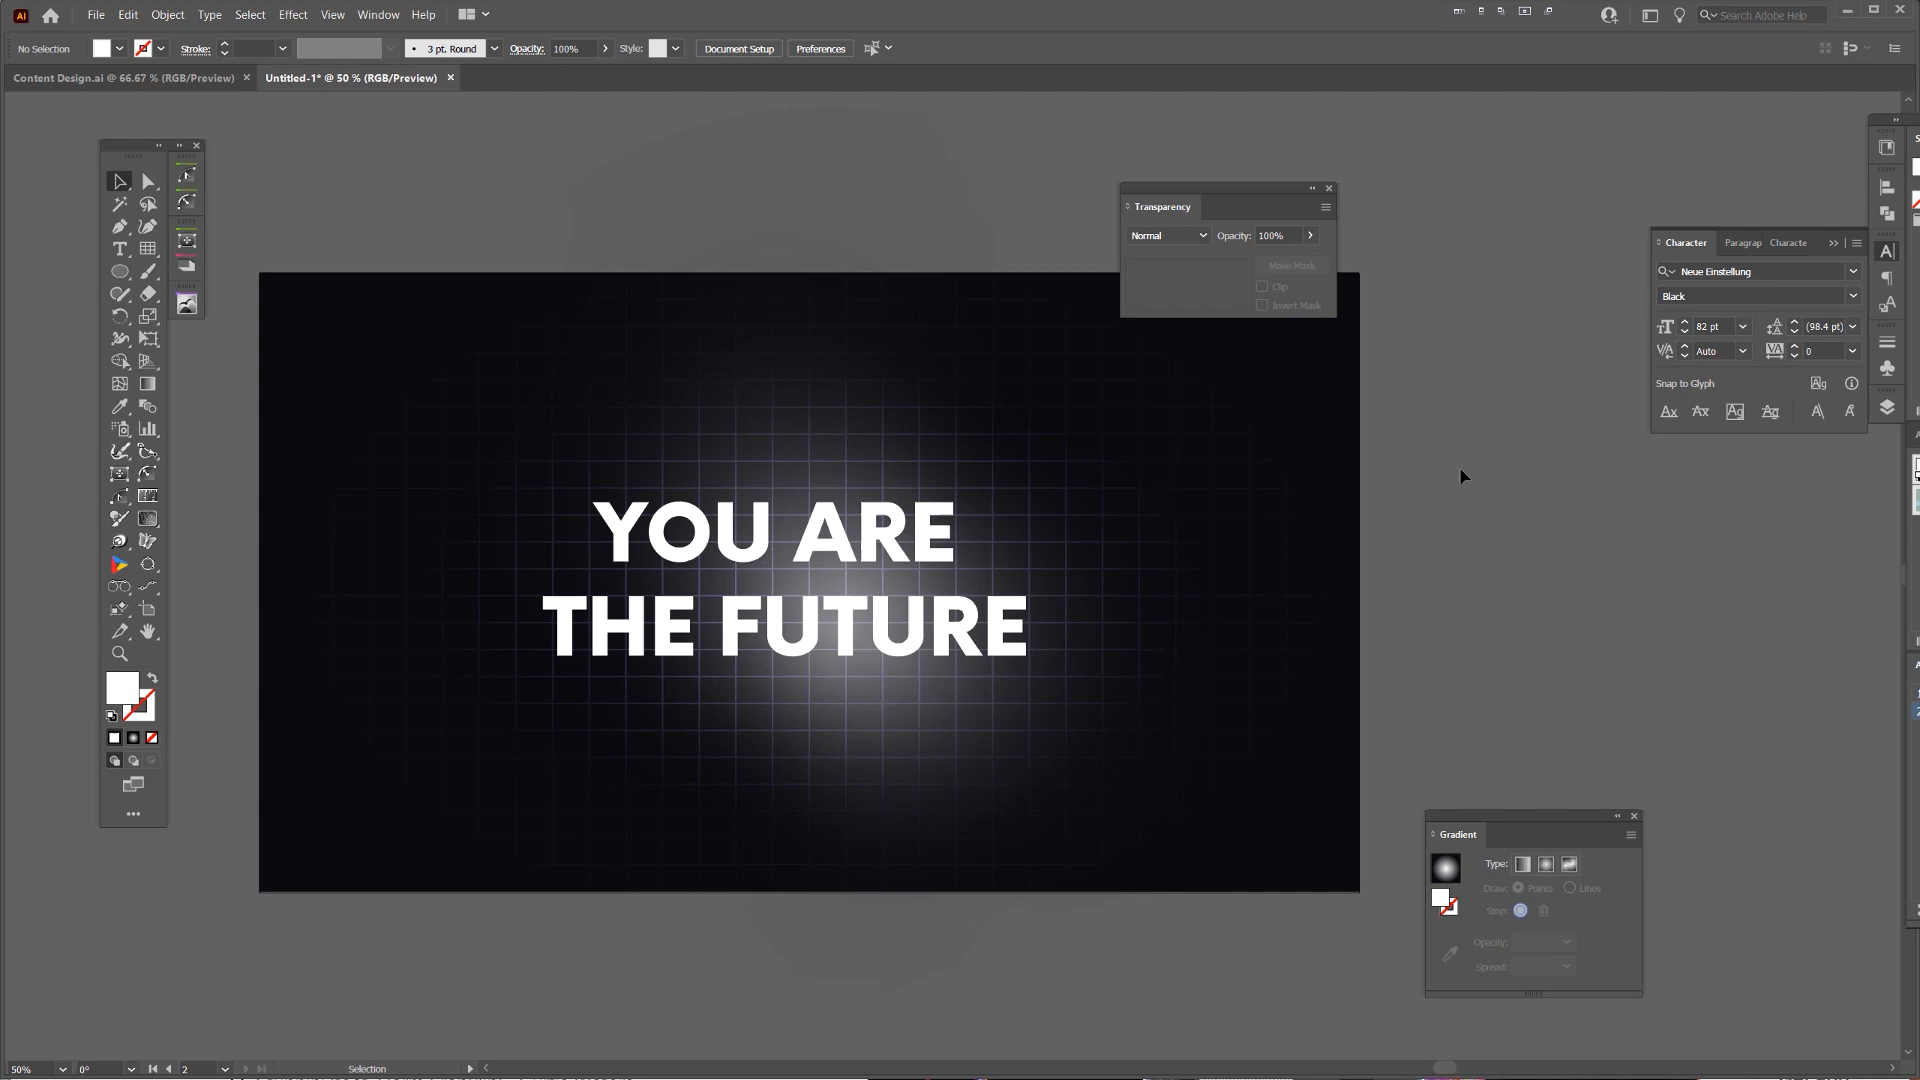 Ai File Edit Object Type Select Effect View Window Help Search Adobe Help
No Selection Stroke: 3 pt. Round Opacity: 100% Style: Document Setup Preferences
Content Design.ai @ 66.67 % (RGB/Preview) Untitled-1* @ 50 % (RGB/Preview)
Transparency
Normal Opacity: 100%
Make Mask
Clip
Invert Mask
Character Paragrap Characte
Neue Einstellung
Black
82 pt (98.4 pt)
Auto 0
Snap to Glyph
YOU ARE
THE FUTURE
Gradient
Type:
Draw: Points Lines
Stop:
Opacity:
Spread:
50% 0° 2 Selection